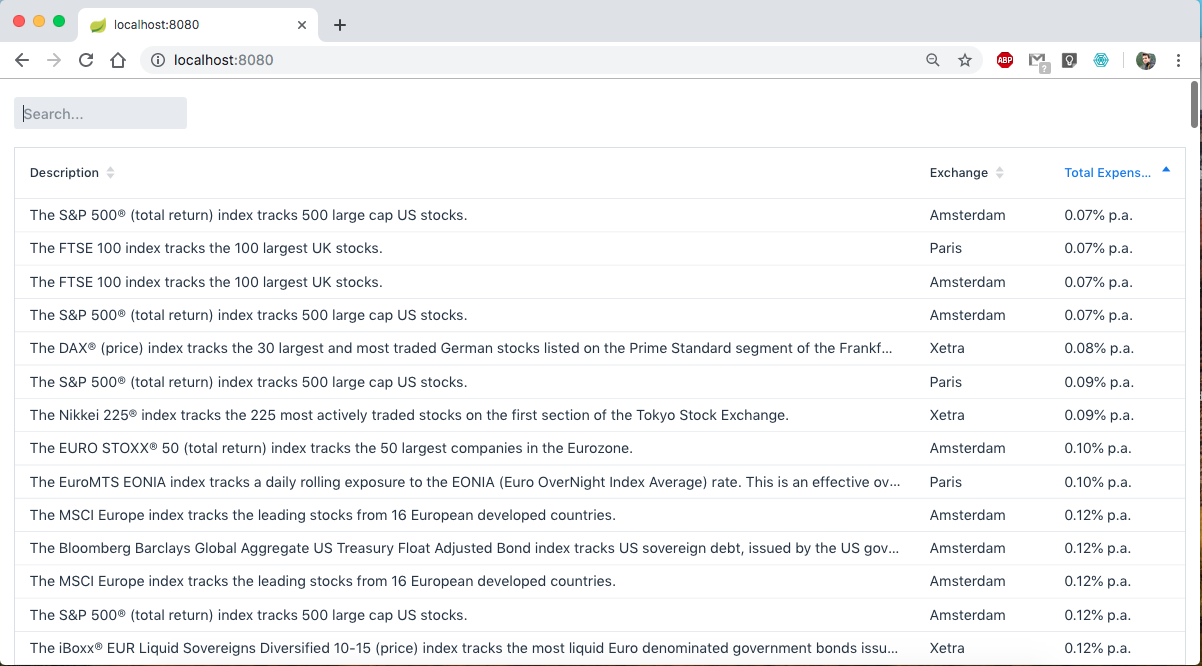 localhost:8080
localhost:8080
ABP
?
Search...
Description Exchange Total Expens...
The S&P 500® (total return) index tracks 500 large cap US stocks. Amsterdam 0.07% p.a.
The FTSE 100 index tracks the 100 largest UK stocks. Paris 0.07% p.a.
The FTSE 100 index tracks the 100 largest UK stocks. Amsterdam 0.07% p.a.
The S&P 500® (total return) index tracks 500 large cap US stocks. Amsterdam 0.07% p.a.
The DAX® (price) index tracks the 30 largest and most traded German stocks listed on the Prime Standard segment of the Frankf... Xetra 0.08% p.a.
The S&P 500® (total return) index tracks 500 large cap US stocks. Paris 0.09% p.a.
The Nikkei 225® index tracks the 225 most actively traded stocks on the first section of the Tokyo Stock Exchange. Xetra 0.09% p.a.
The EURO STOXX® 50 (total return) index tracks the 50 largest companies in the Eurozone. Amsterdam 0.10% p.a.
The EuroMTS EONIA index tracks a daily rolling exposure to the EONIA (Euro OverNight Index Average) rate. This is an effective ov... Paris 0.10% p.a.
The MSCI Europe index tracks the leading stocks from 16 European developed countries. Amsterdam 0.12% p.a.
The Bloomberg Barclays Global Aggregate US Treasury Float Adjusted Bond index tracks US sovereign debt, issued by the US gov... Amsterdam 0.12% p.a.
The MSCI Europe index tracks the leading stocks from 16 European developed countries. Amsterdam 0.12% p.a.
The S&P 500® (total return) index tracks 500 large cap US stocks. Amsterdam 0.12% p.a.
The iBoxx® EUR Liquid Sovereigns Diversified 10-15 (price) index tracks the most liquid Euro denominated government bonds issu... Xetra 0.12% p.a.